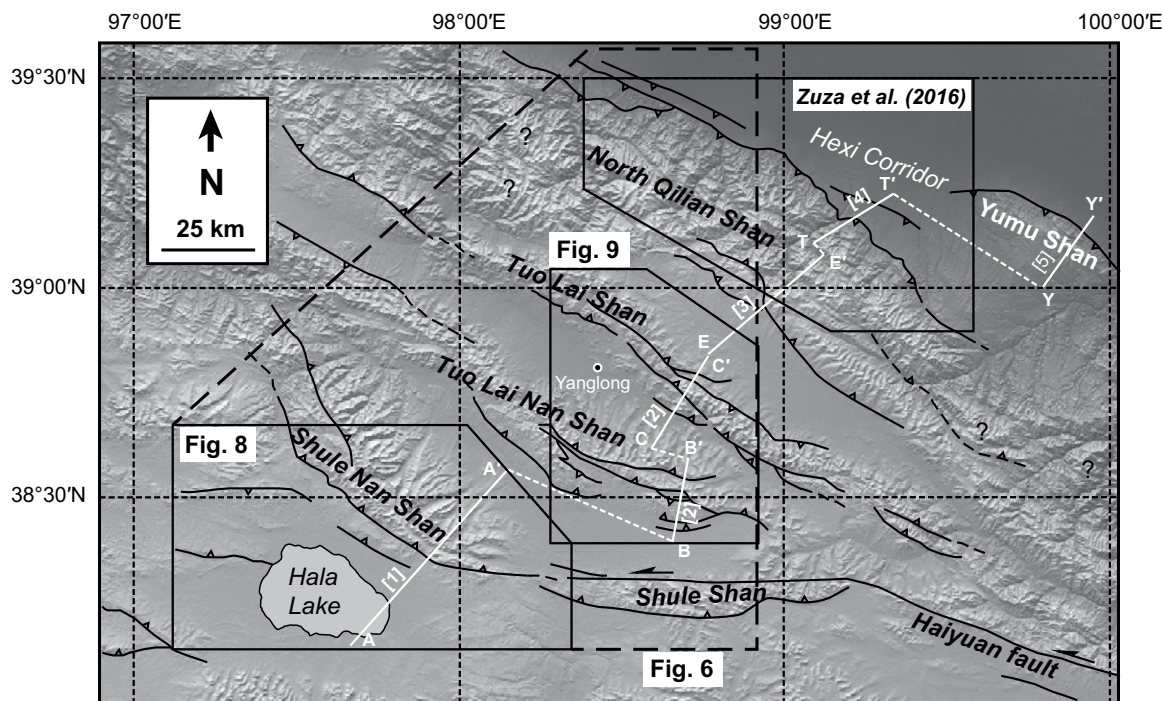 97°00′E
98°00′E
99°00′E
100°00′E
39°30′N
39°00′N
38°30′N
N
25 km
Zuza et al. (2016)
Hexi Corridor
North Qilian Shan
Yumu Shan
?
?
T'
[4]
T
E'
Y'
[5]
Y
Fig. 9
Tuo Lai Shan
[3]
E
C'
Yanglong
Tuo Lai Nan Shan
[2]
C
B'
?
?
Fig. 8
Shule Nan Shan
A'
[2]
B
[1]
Hala
Lake
A
Shule Shan
Haiyuan fault
Fig. 6